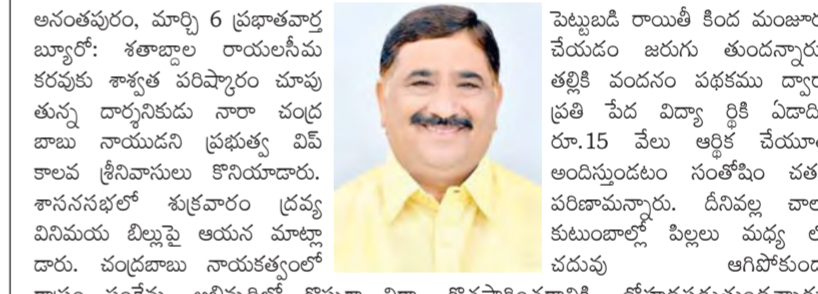 అనంతపురం, మార్చి 6 ప్రభాతవార్త
బ్యూరో: శతాబ్దాల రాయలసీమ
కరవుకు శాశ్వత పరిష్కారం చూపు
తున్న దార్శనికుడు నారా చంద్ర
బాబు నాయుడని ప్రభుత్వ విప్
కాలవ శ్రీనివాసులు కొనియాడారు.
శాసనసభలో శుక్రవారం ద్రవ్య
వినిమయ బిల్లుపై ఆయన మాట్లా
డారు. చంద్రబాబు నాయకత్వంలో
పెట్టుబడి రాయితీ కింద మంజూర
చేయడం జరుగు తుందన్నారు
తల్లికి వందనం పథకము ద్వార
ప్రతి పేద విద్యా ర్థికి ఏడాది
రూ.15 వేలు ఆర్థిక చేయూ
అందిస్తుండటం సంతోషిం చత
పరిణామన్నారు. దీనివల్ల చాల
కుటుంబాల్లో పిల్లలు మధ్య ల
చదువు ఆగిపోకుండ